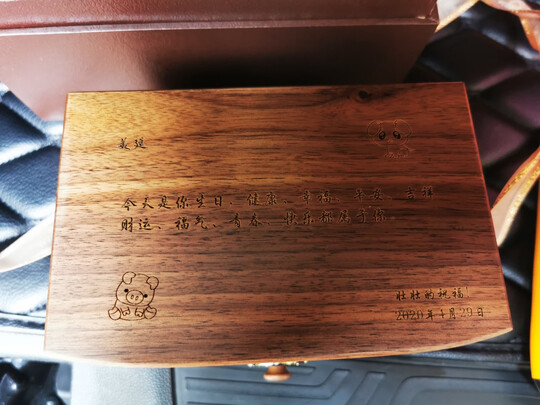 美延
今天是你生日、健康、幸福、平安、吉祥
财运、福气、青春、快乐都属于你、
壮壮的祝福!
2020年4月29日